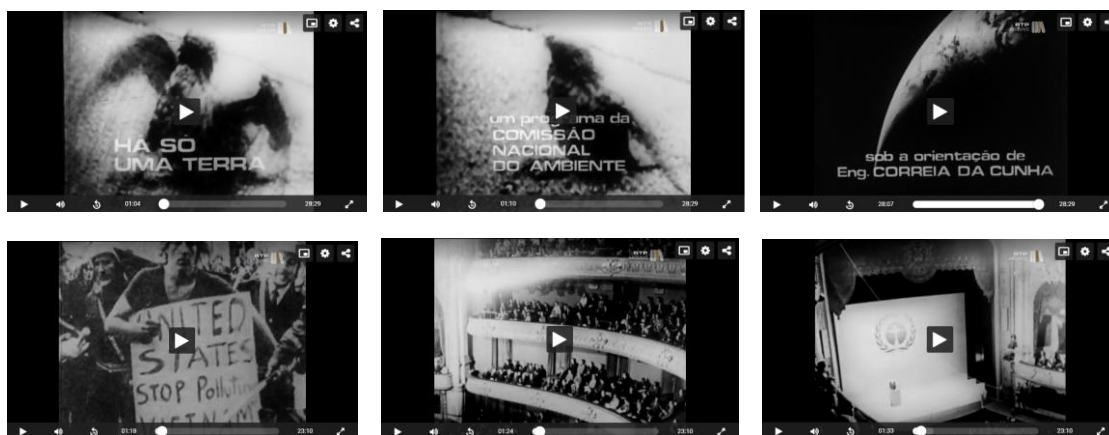 HÁ SÓ
UMA TERRA
01:04
28:29
um programa da
COMISSÃO
NACIONAL
DO AMBIENTE
01:10
28:29
sob a orientação de
Eng. CORREIA DA CUNHA
28:07
28:29
UNITED
STATES
STOP Polluting
VIETNAM
01:18
23:10
01:24
23:10
01:33
23:10